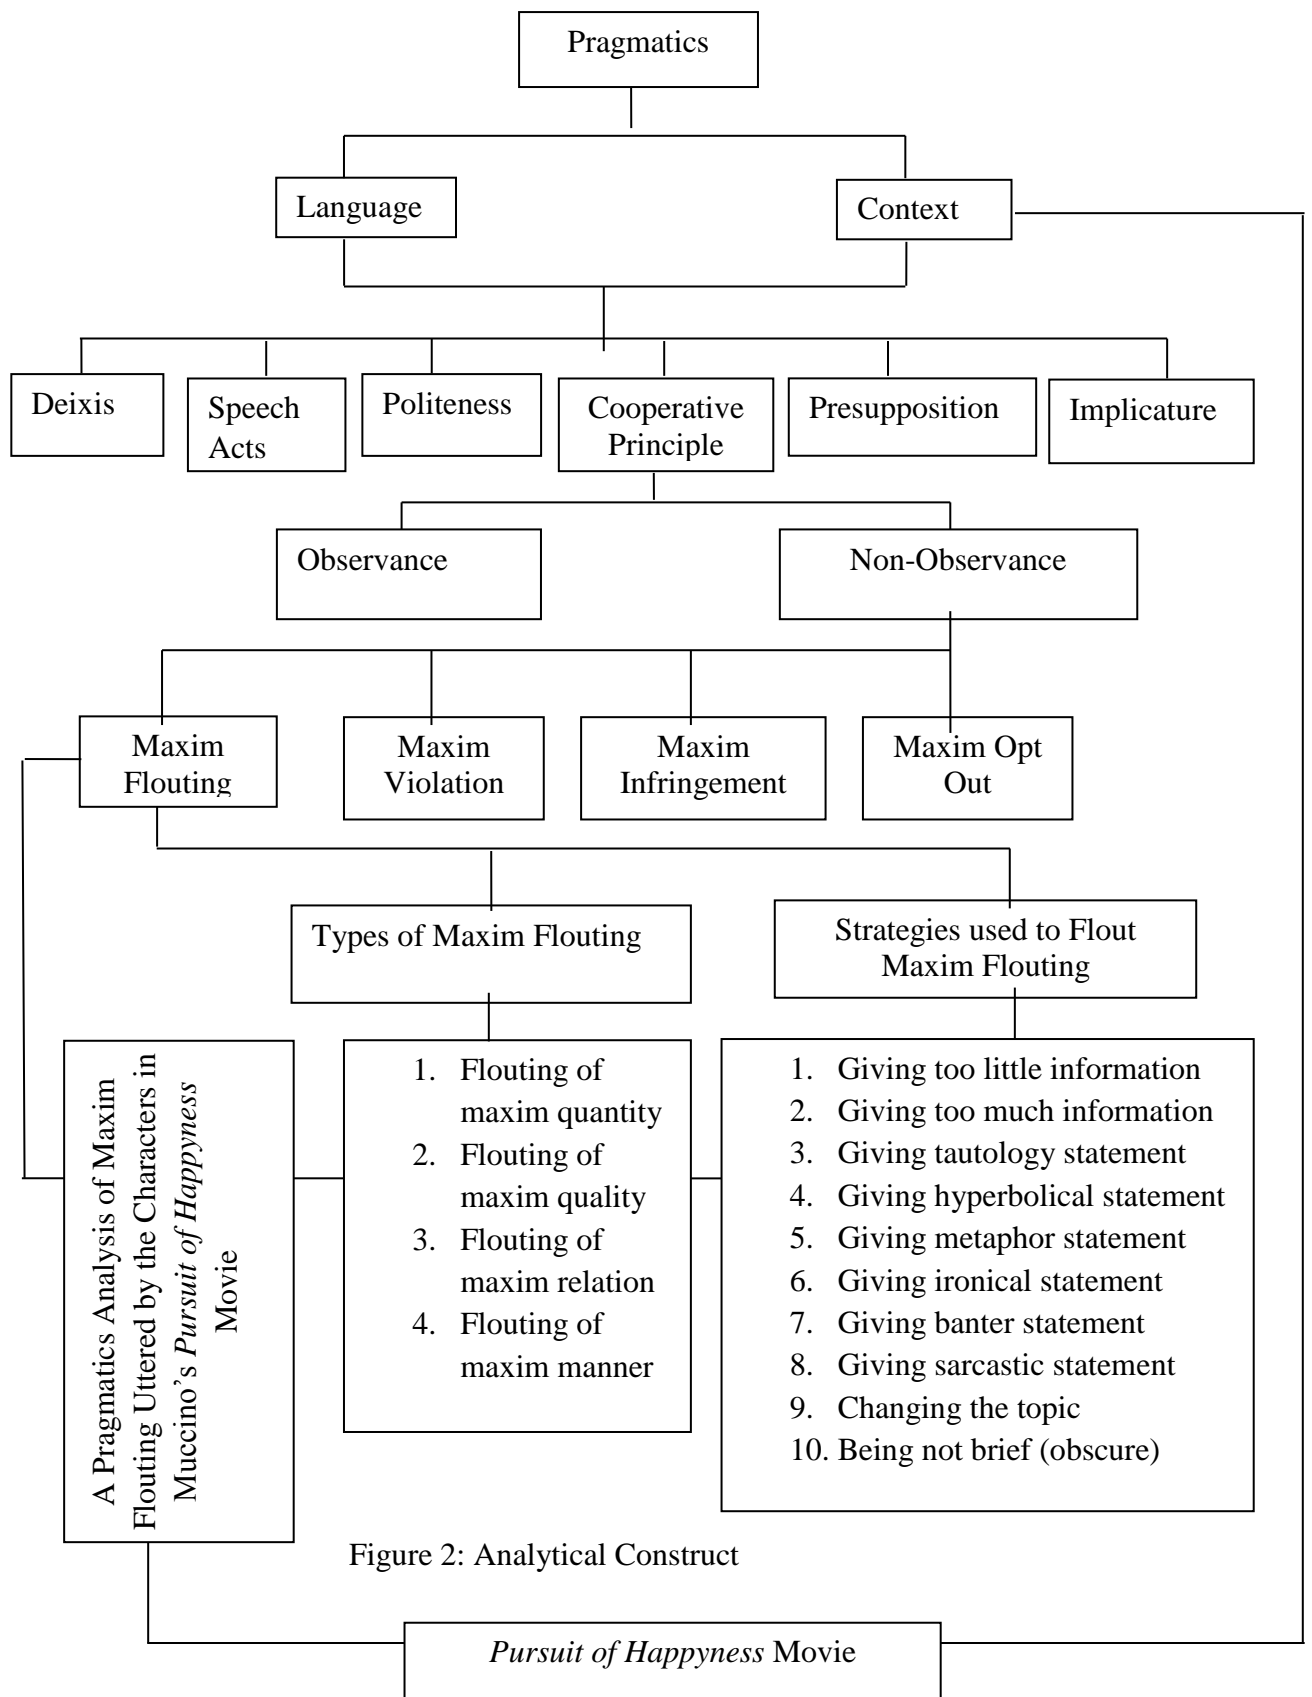 Pragmatics
Language
Context
Deixis
Speech
Acts
Politeness
Cooperative
Principle
Presupposition
Implicature
Observance
Non-Observance
Maxim
Flouting
Maxim
Violation
Maxim
Infringement
Maxim Opt
Out
Types of Maxim Flouting
Strategies used to Flout
Maxim Flouting
A Pragmatics Analysis of Maxim
Flouting Uttered by the Characters in
Muccino’s Pursuit of Happyness
Movie
1. Flouting of
maxim quantity
2. Flouting of
maxim quality
3. Flouting of
maxim relation
4. Flouting of
maxim manner
1. Giving too little information
2. Giving too much information
3. Giving tautology statement
4. Giving hyperbolical statement
5. Giving metaphor statement
6. Giving ironical statement
7. Giving banter statement
8. Giving sarcastic statement
9. Changing the topic
10. Being not brief (obscure)
Figure 2: Analytical Construct
Pursuit of Happyness Movie